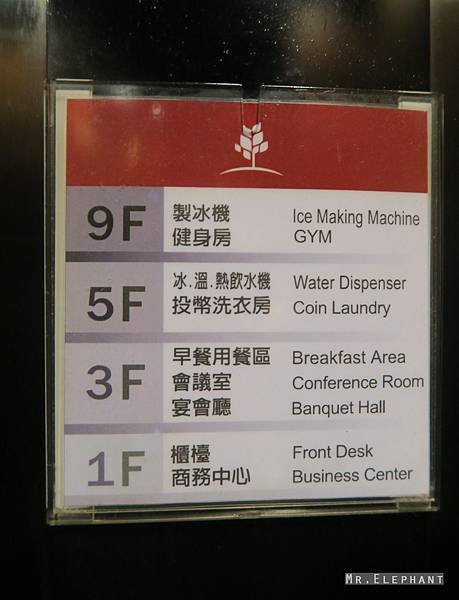 9F 製冰機 Ice Making Machine
健身房 GYM
5F 冰.溫.熱飲水機 Water Dispenser
投幣洗衣房 Coin Laundry
3F 早餐用餐區 Breakfast Area
會議室 Conference Room
宴會廳 Banquet Hall
1F 櫃檯 Front Desk
商務中心 Business Center
MR.ELEPHANT